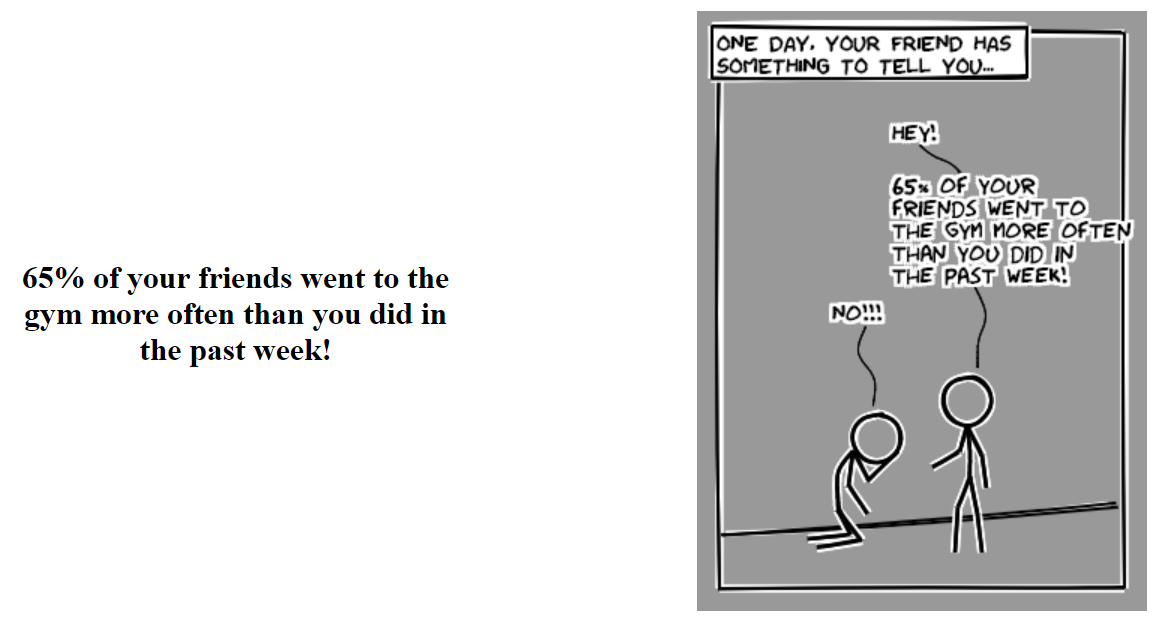 65% of your friends went to the
gym more often than you did in
the past week!
ONE DAY, YOUR FRIEND HAS
SOMETHING TO TELL YOU...
HEY!
65% OF YOUR
FRIENDS WENT TO
THE GYM MORE OFTEN
THAN YOU DID IN
THE PAST WEEK!
NO!!!